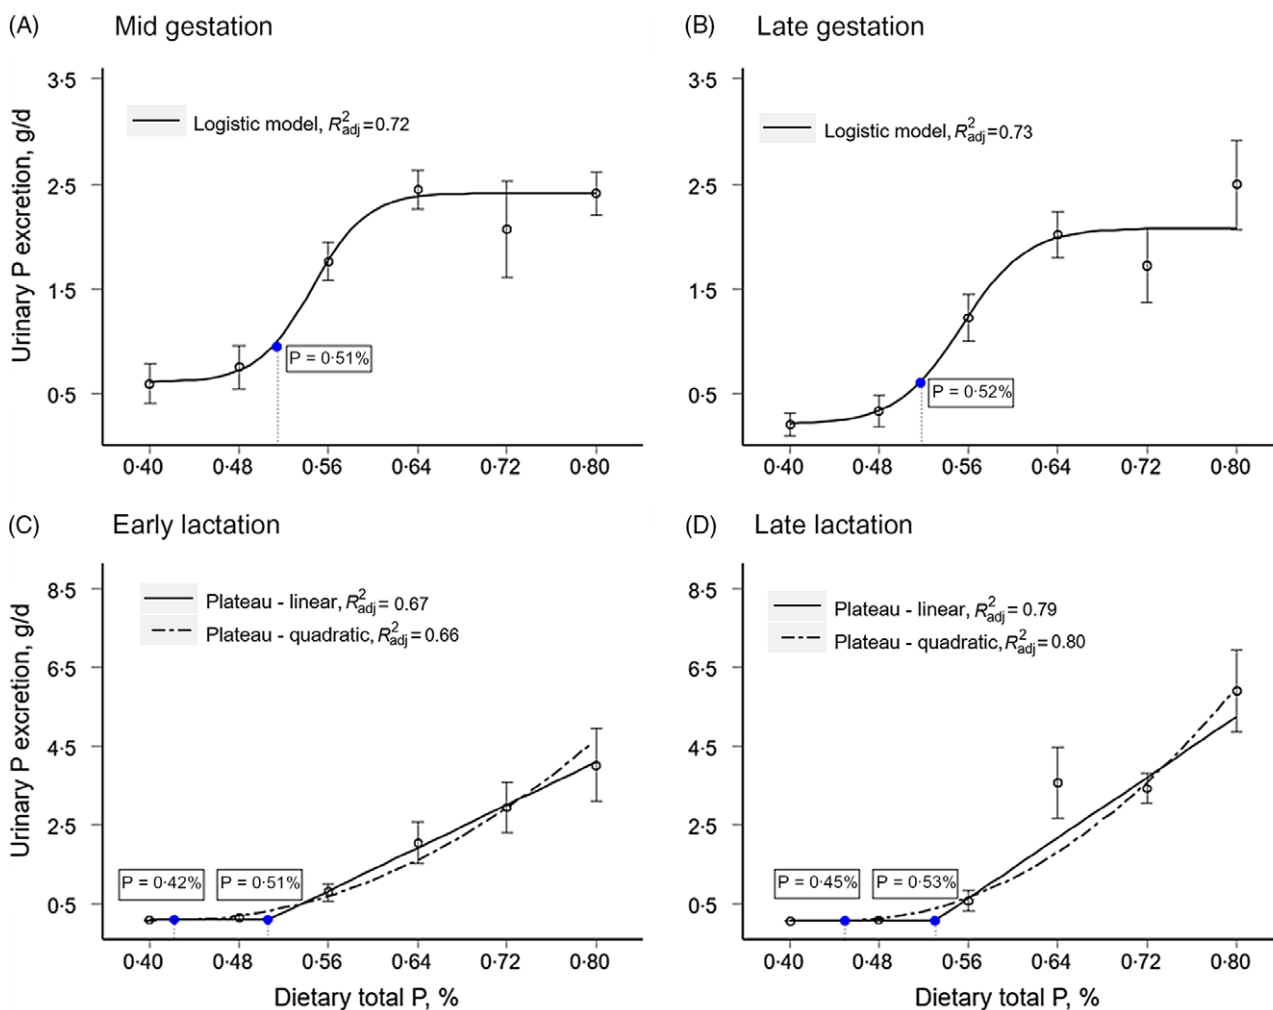 (A) Mid gestation
3·5
2·5
1·5
0·5
Urinary P excretion, g/d
Logistic model, R²adj=0.72
P = 0·51%
0·40 0·48 0·56 0·64 0·72 0·80
(B) Late gestation
3·5
2·5
1·5
0·5
Logistic model, R²adj=0.73
P = 0·52%
0·40 0·48 0·56 0·64 0·72 0·80
(C) Early lactation
8·5
6·5
4·5
2·5
0·5
Urinary P excretion, g/d
Plateau - linear, R²adj= 0.67
Plateau - quadratic, R²adj=0.66
P = 0·42% P = 0·51%
0·40 0·48 0·56 0·64 0·72 0·80
Dietary total P, %
(D) Late lactation
8·5
6·5
4·5
2·5
0·5
Plateau - linear, R²adj= 0.79
Plateau - quadratic, R²adj=0.80
P = 0·45% P = 0·53%
0·40 0·48 0·56 0·64 0·72 0·80
Dietary total P, %